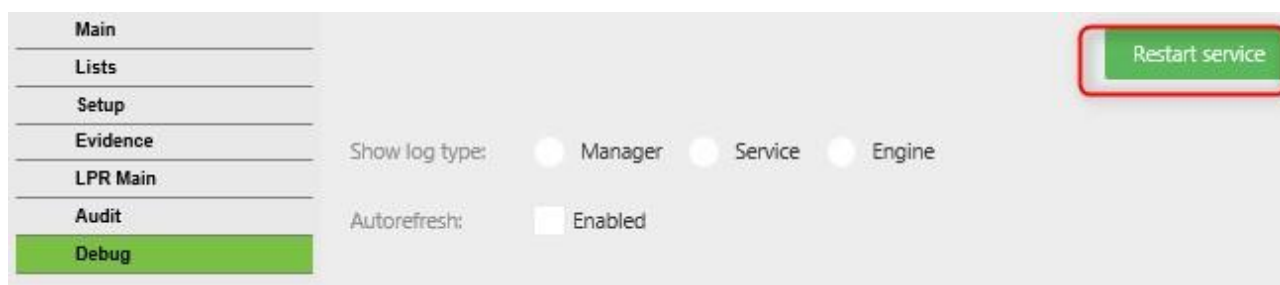 Main
Lists
Setup
Evidence
LPR Main
Audit
Debug
Restart service
Show log type: Manager Service Engine
Autorefresh: Enabled